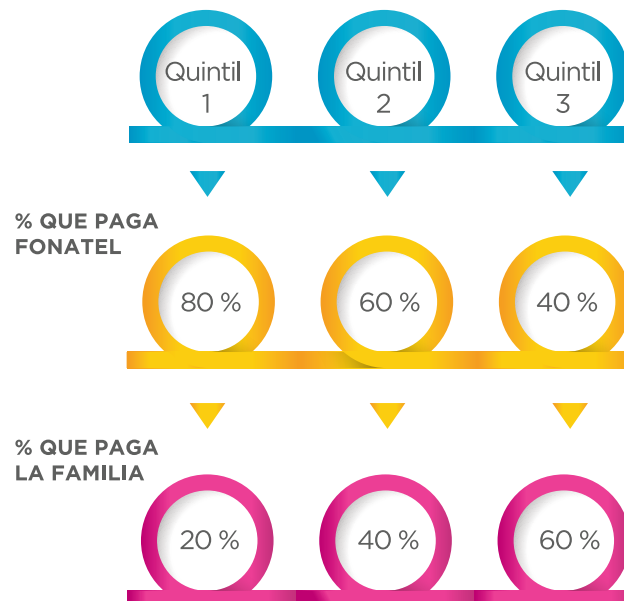 Quintil
1
Quintil
2
Quintil
3
% QUE PAGA
FONATEL
80 %
60 %
40 %
% QUE PAGA
LA FAMILIA
20 %
40 %
60 %